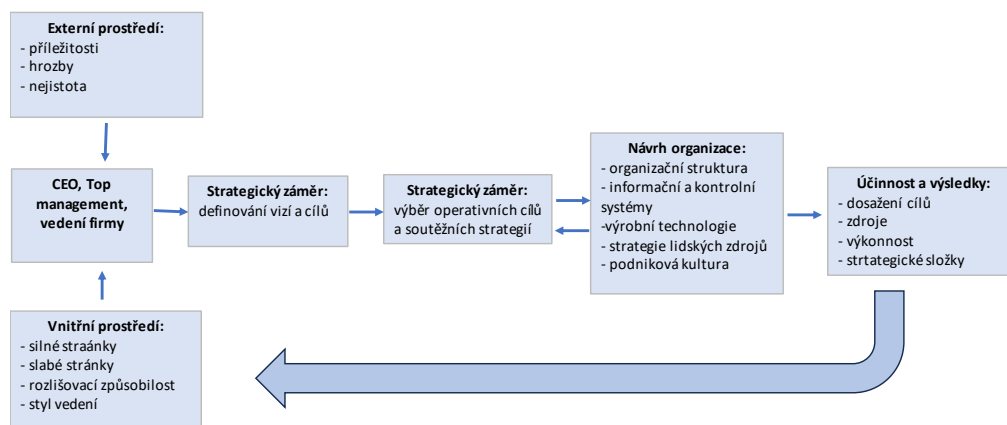 Externí prostředí:
- příležitosti
- hrozby
- nejistota
CEO, Top
management,
vedení firmy
Strategický záměr:
definování vizí a cílů
Strategický záměr:
výběr operativních cílů
a soutěžních strategií
Návrh organizace:
- organizační struktura
- informační a kontrolní
systémy
-výrobní technologie
- strategie lidských zdrojů
- podniková kultura
Účinnost a výsledky:
- dosažení cílů
- zdroje
- výkonnost
- strtategické složky
Vnitřní prostředí:
- silné straánky
- slabé stránky
- rozlišovací způsobilost
- styl vedení